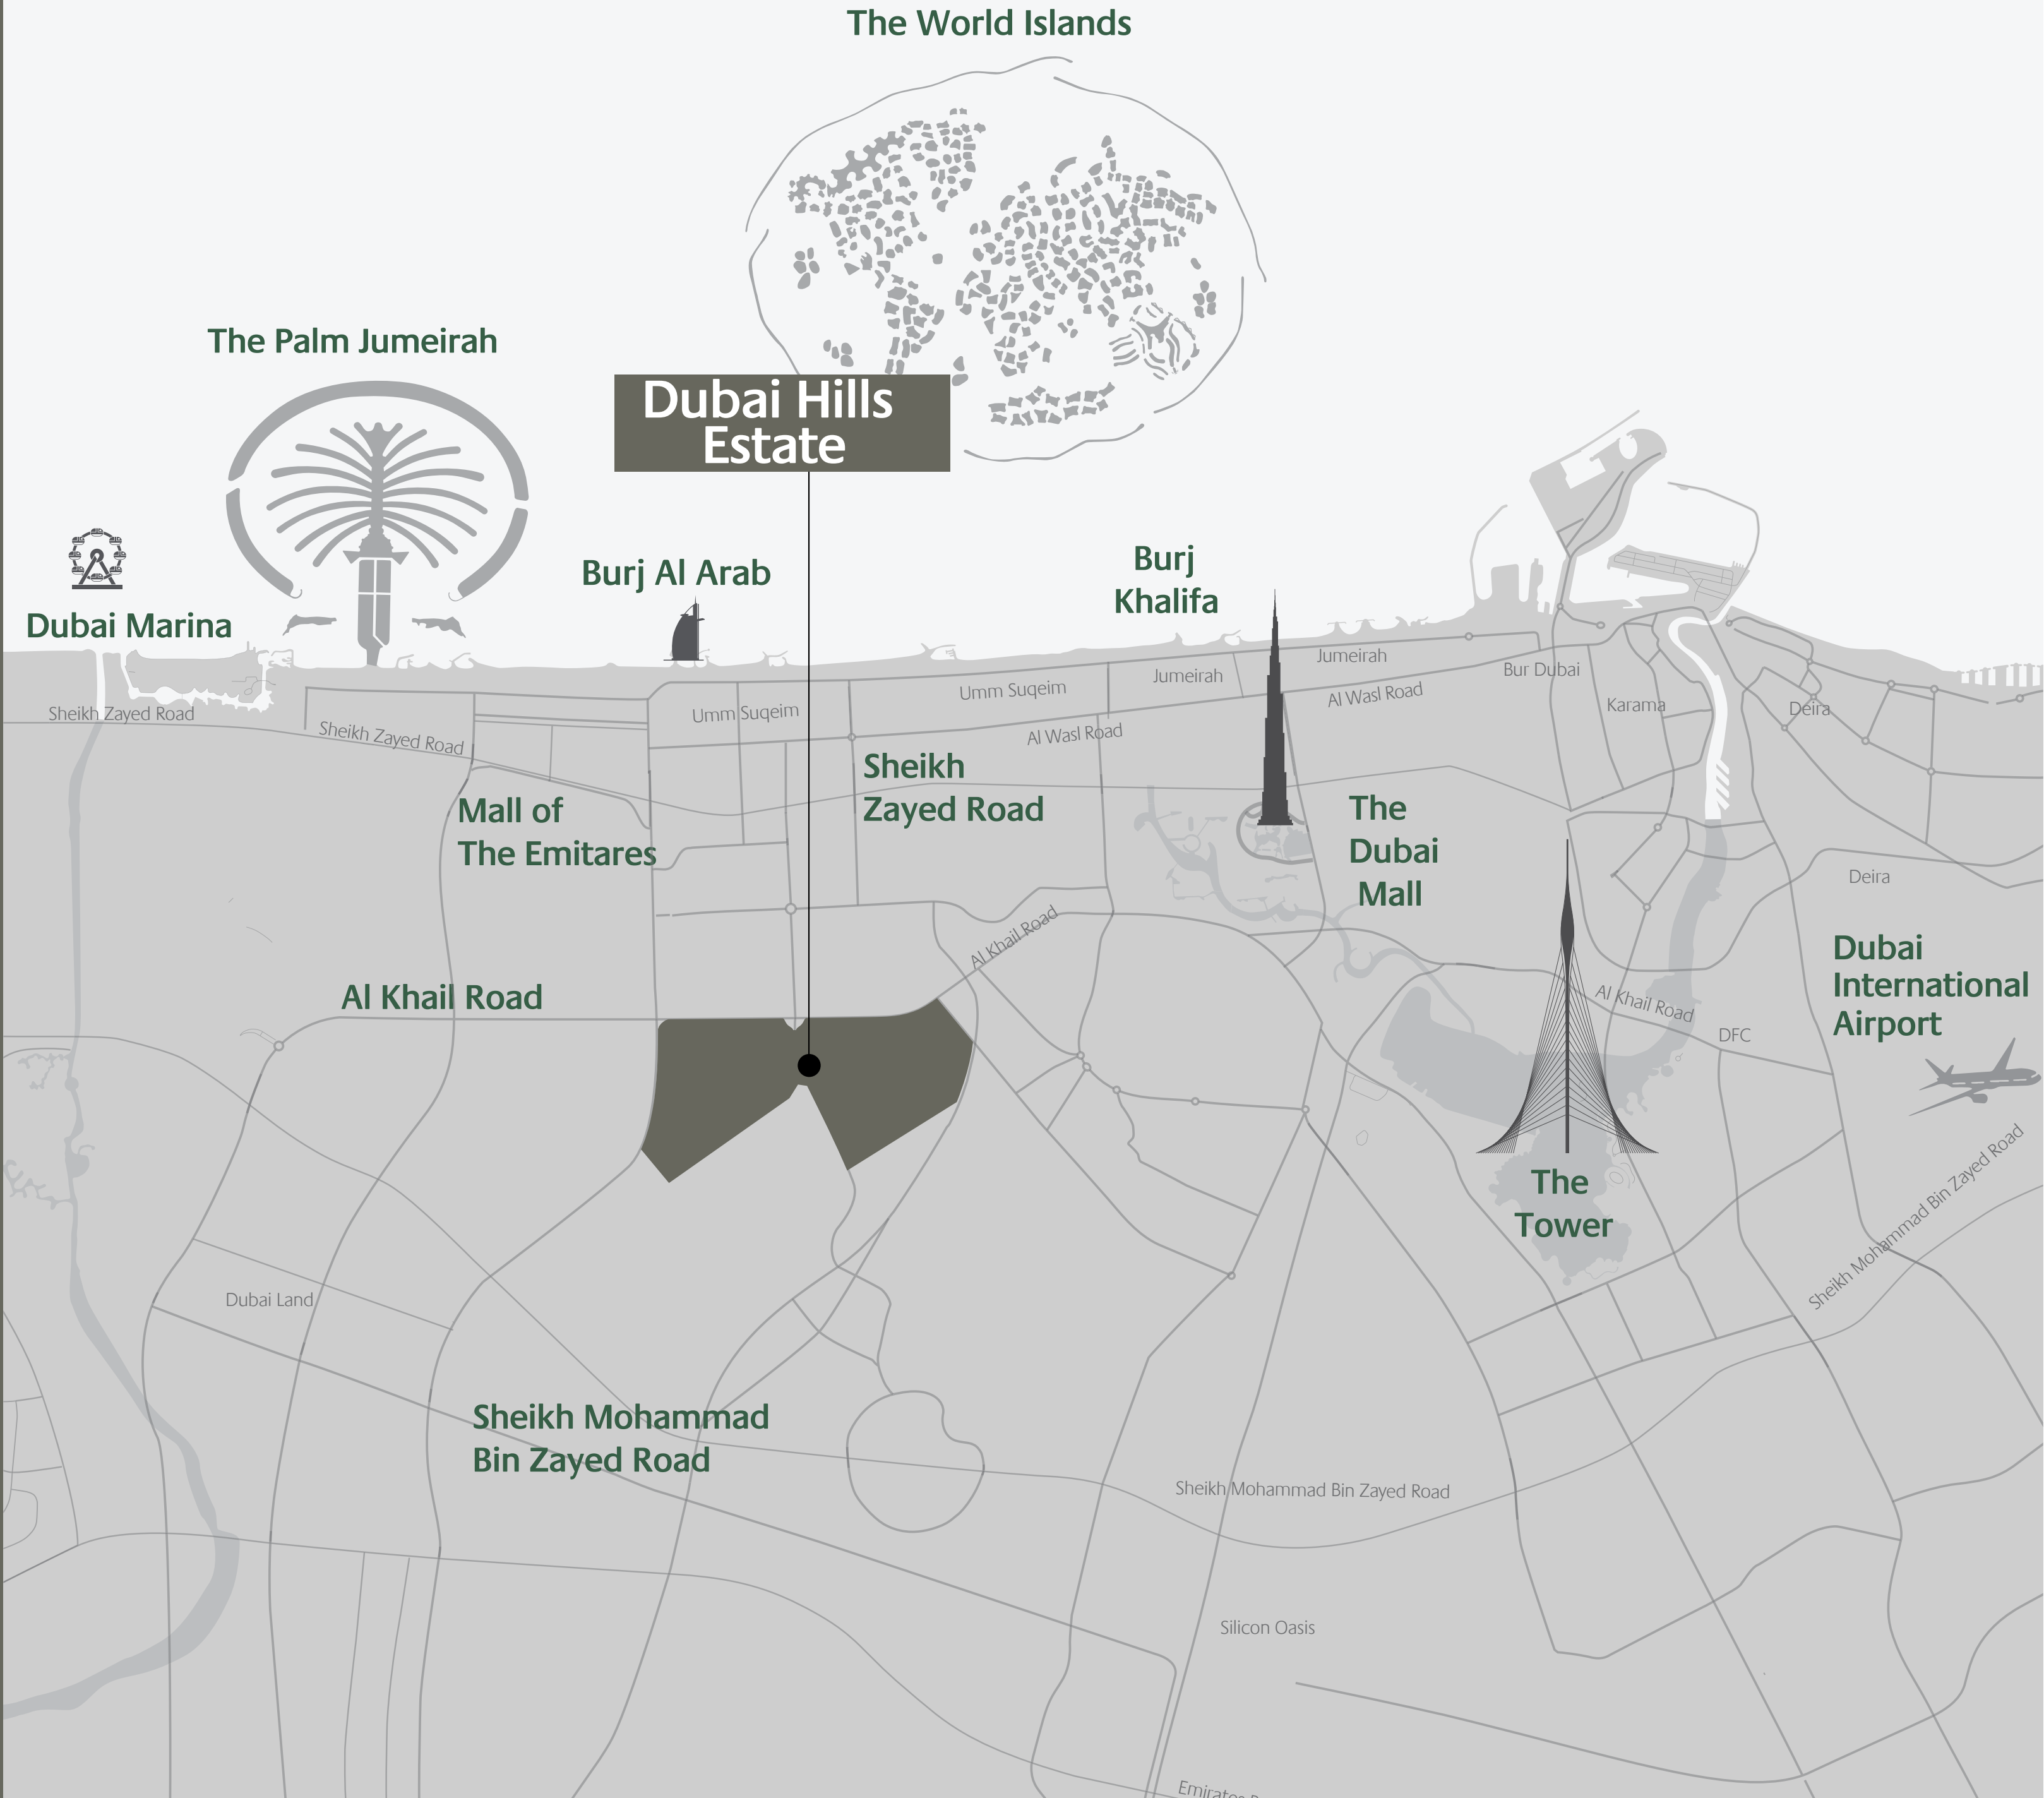 The World Islands
The Palm Jumeirah
Dubai Hills
Estate
Burj Al Arab
Burj
Khalifa
Dubai Marina
Jumeirah
Jumeirah
Bur Dubai
Umm Suqeim
Umm Suqeim
Al Wasl Road
Karama
Deira
Sheikh Zayed Road
Sheikh Zayed Road
Al Wasl Road
Sheikh
Zayed Road
Mall of
The Emitares
The
Dubai
Mall
Deira
Al Khail Road
Dubai
International
Airport
Al Khail Road
Al Khail Road
DFC
The
Tower
Sheikh Mohammad Bin Zayed Road
Dubai Land
Sheikh Mohammad
Bin Zayed Road
Sheikh Mohammad Bin Zayed Road
Silicon Oasis